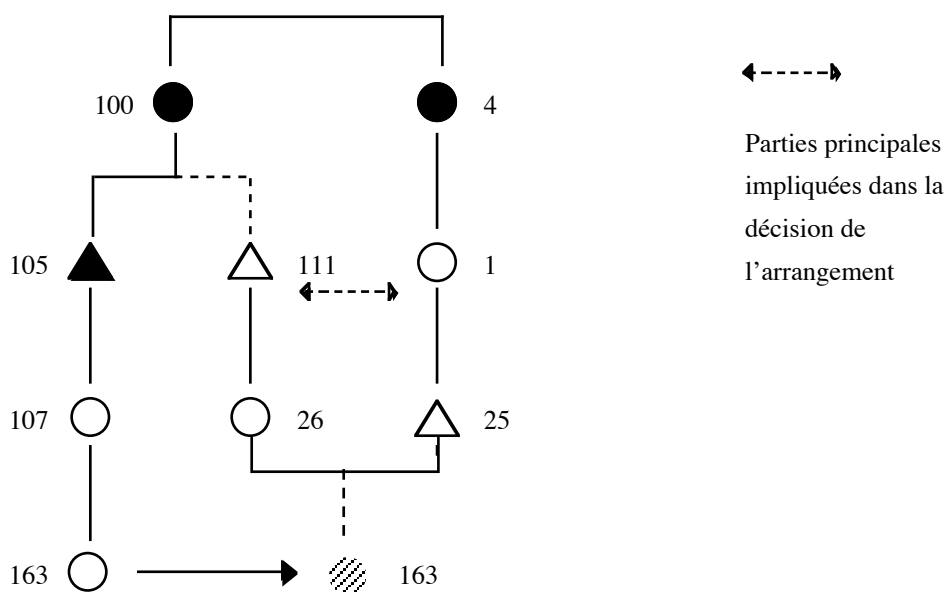 100
4
Parties principales
impliquées dans la
décision de
l’arrangement
105
111
1
107
26
25
163
163